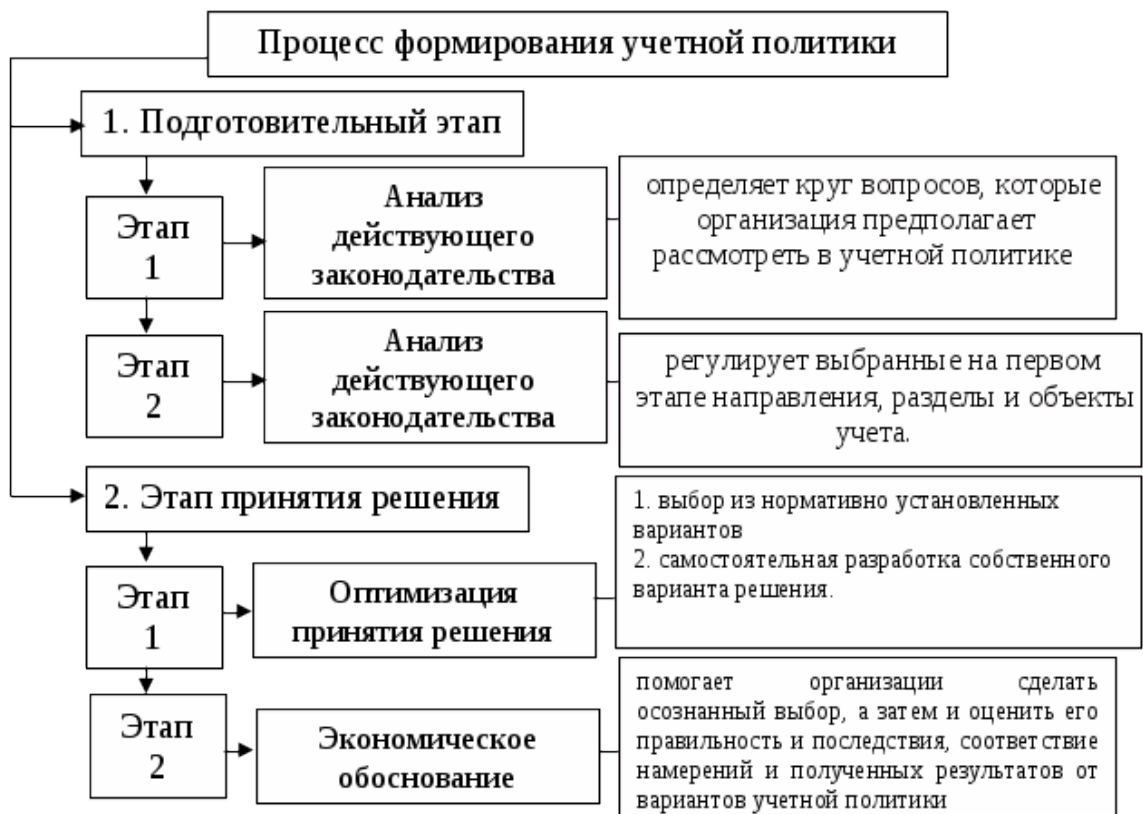 Процесс формирования учетной политики
1. Подготовительный этап
Этап
1
Анализ
действующего
законодательства
определяет круг вопросов, которые
организация предполагает
рассмотреть в учетной политике
Этап
2
Анализ
действующего
законодательства
регулирует выбранные на первом
этапе направления, разделы и объекты
учета.
2. Этап принятия решения
Этап
1
Оптимизация
принятия решения
1. выбор из нормативно установленных
вариантов
2. самостоятельная разработка собственного
варианта решения.
Этап
2
Экономическое
обоснование
помогает организации сделать
осознанный выбор, а затем и оценить его
правильность и последствия, соответствие
намерений и полученных результатов от
вариантов учетной политики